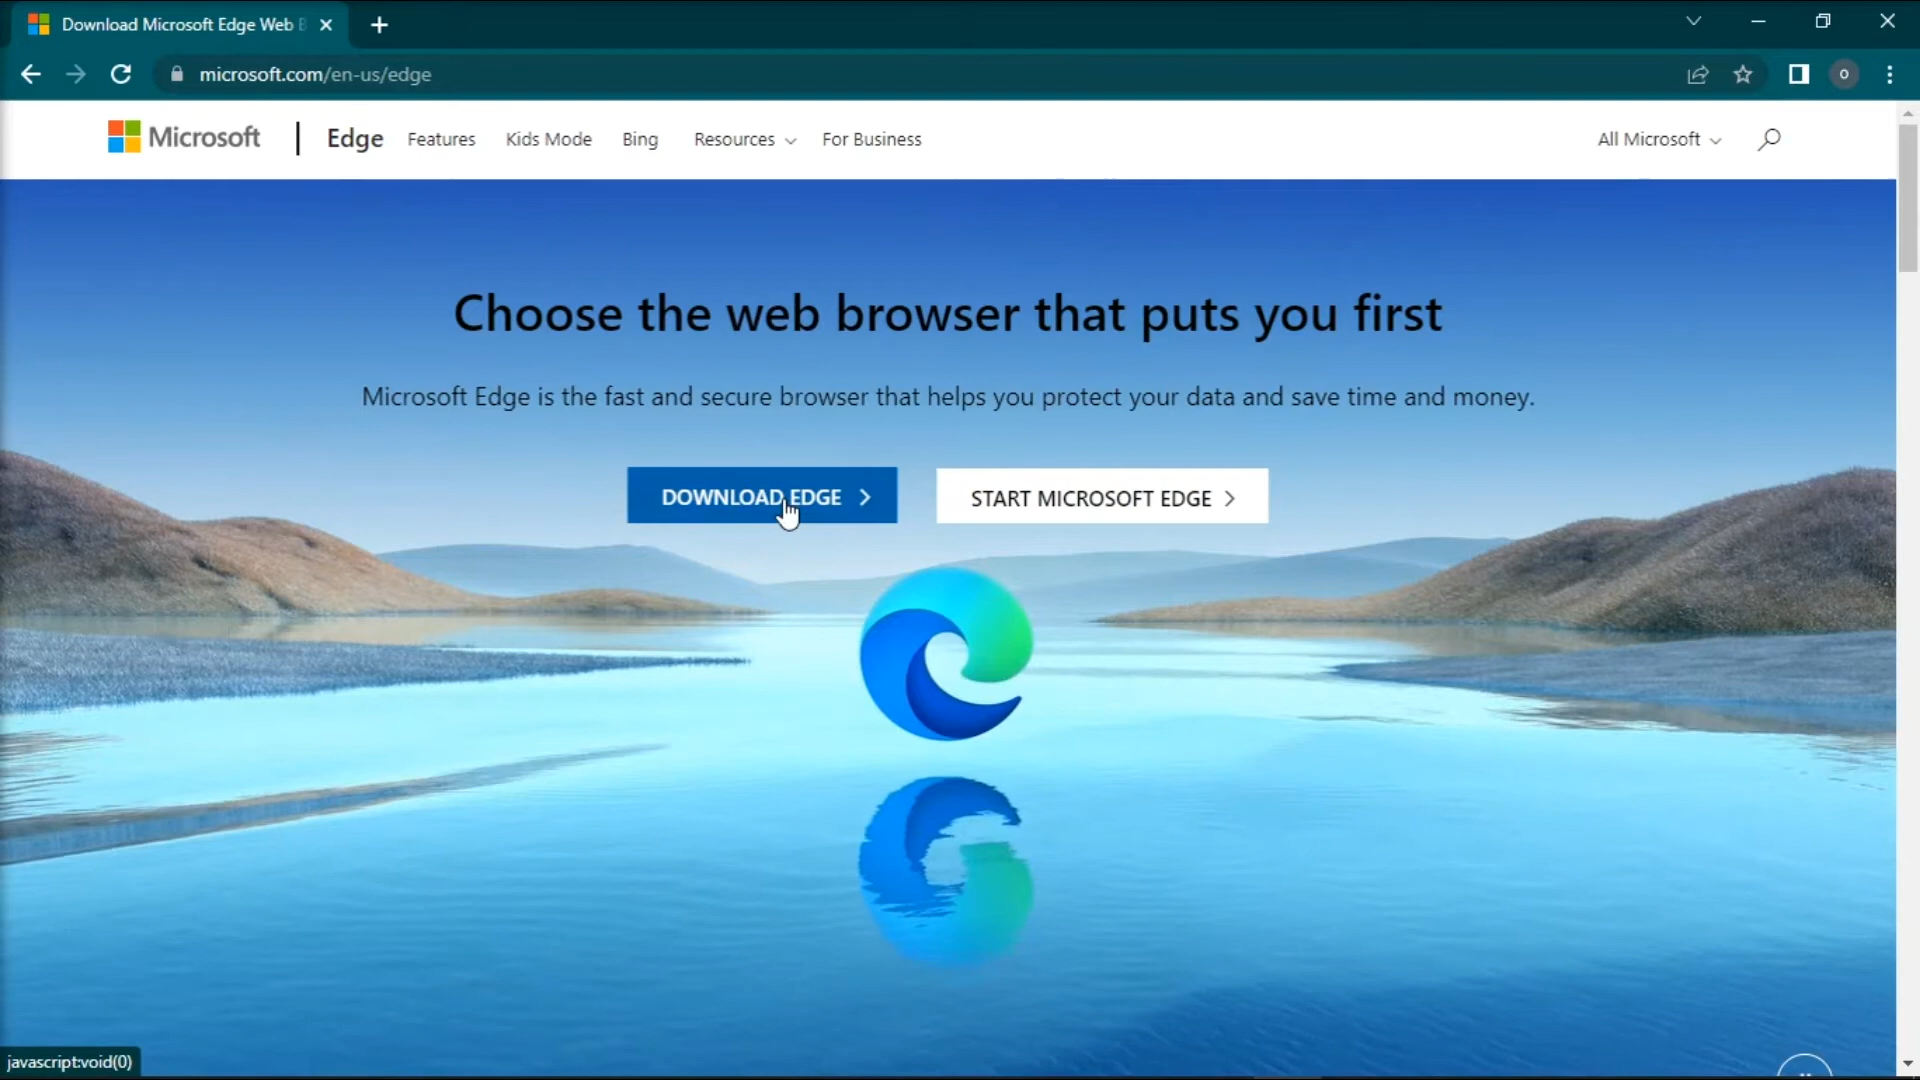 Download Microsoft Edge Web B
microsoft.com/en-us/edge
O
Microsoft | Edge Features Kids Mode Bing Resources For Business All Microsoft
Choose the web browser that puts you first
Microsoft Edge is the fast and secure browser that helps you protect your data and save time and money.
DOWNLOAD EDGE > START MICROSOFT EDGE >
javascript:void(0)